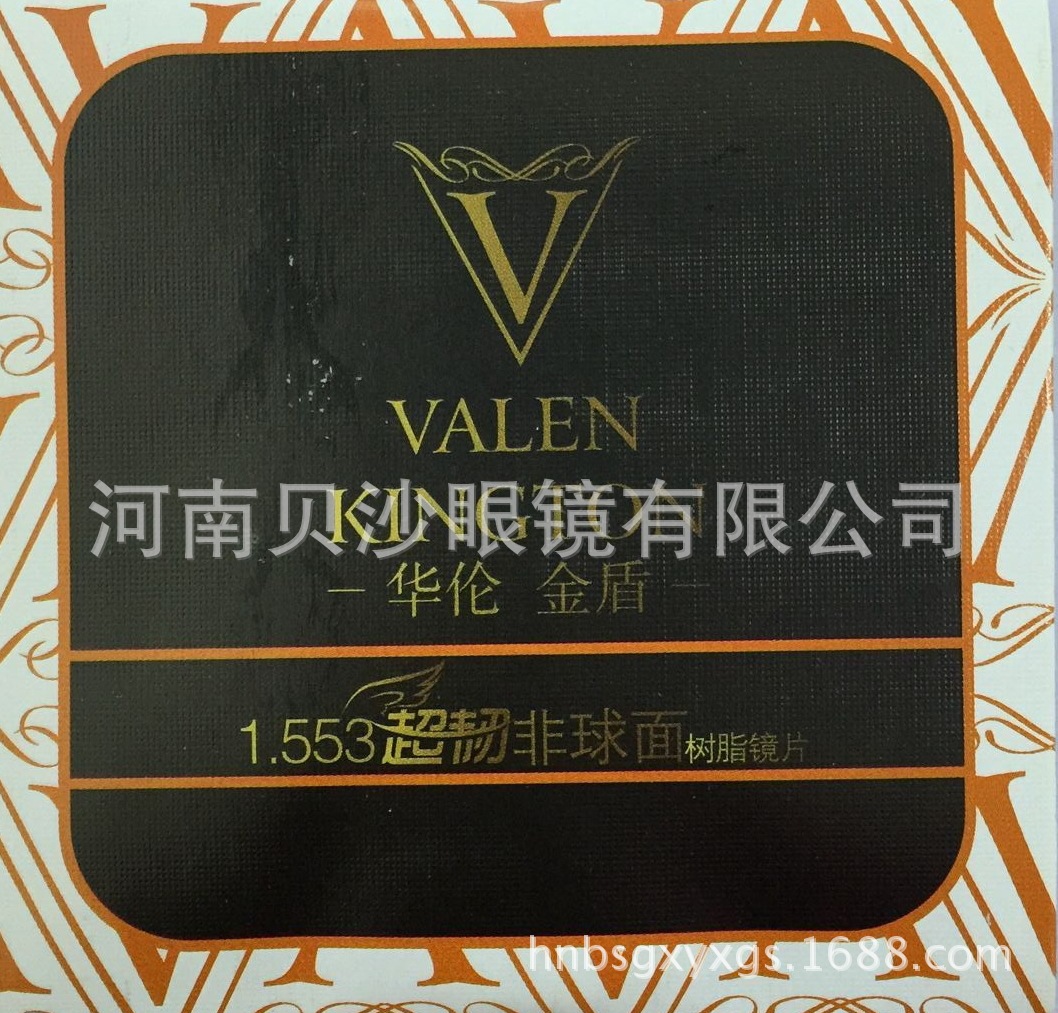 V
VALEN
KINGTON
河南贝沙眼镜有限公司
- 华伦 金盾 -
1.553超韧非球面树脂镜片
hnbsgxyxgs.1688.com